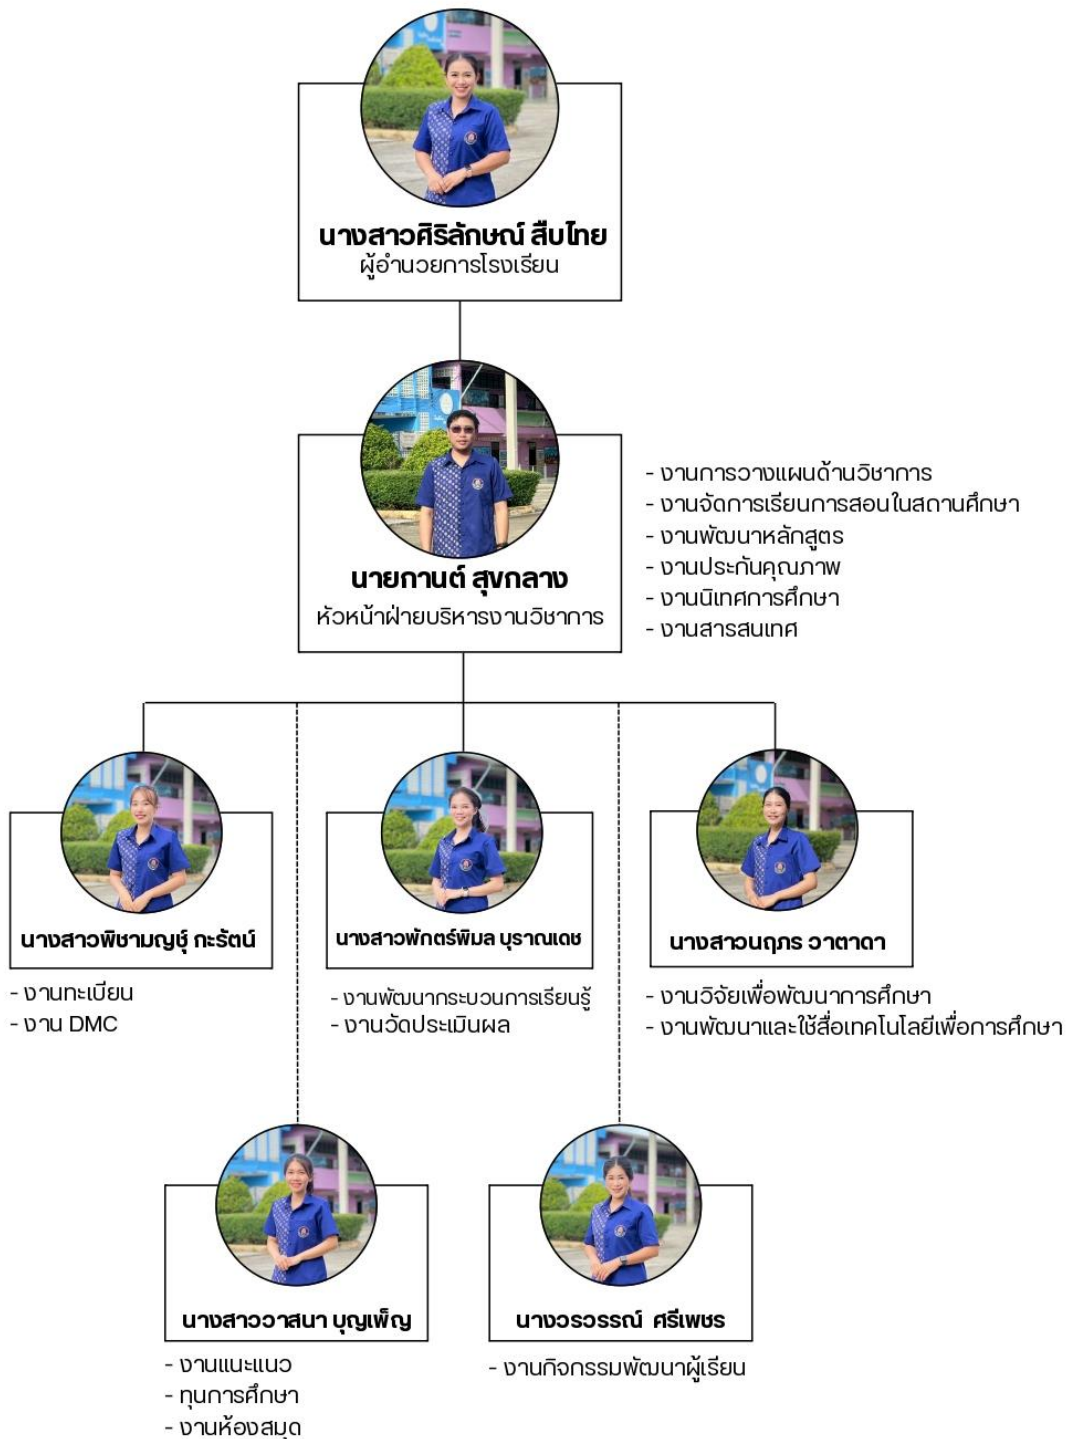 นางสาวศิริลักษณ์ สืบไทย
ผู้อำนวยการโรงเรียน
นายกานต์ สุขกลาง
หัวหน้าฝ่ายบริหารงานวิชาการ
- งานการวางแผนด้านวิชาการ
- งานจัดการเรียนการสอนในสถานศึกษา
- งานพัฒนาหลักสูตร
- งานประกันคุณภาพ
- งานนิเทศการศึกษา
- งานสารสนเทศ
นางสาวพิชามญชุ์ กะรัตน์
- งานทะเบียน
- งาน DMC
นางสาวพักตร์พิมล บุราณเดช
- งานพัฒนากระบวนการเรียนรู้
- งานวัดประเมินผล
นางสาวนฤภร วาตาดา
- งานวิจัยเพื่อพัฒนาการศึกษา
- งานพัฒนาและใช้สื่อเทคโนโลยีเพื่อการศึกษา
นางสาววาสนา บุญเพ็ญ
- งานแนะแนว
- ทุนการศึกษา
- งานห้องสมุด
นางวรวรรณ์ ศรีเพชร
- งานกิจกรรมพัฒนาผู้เรียน